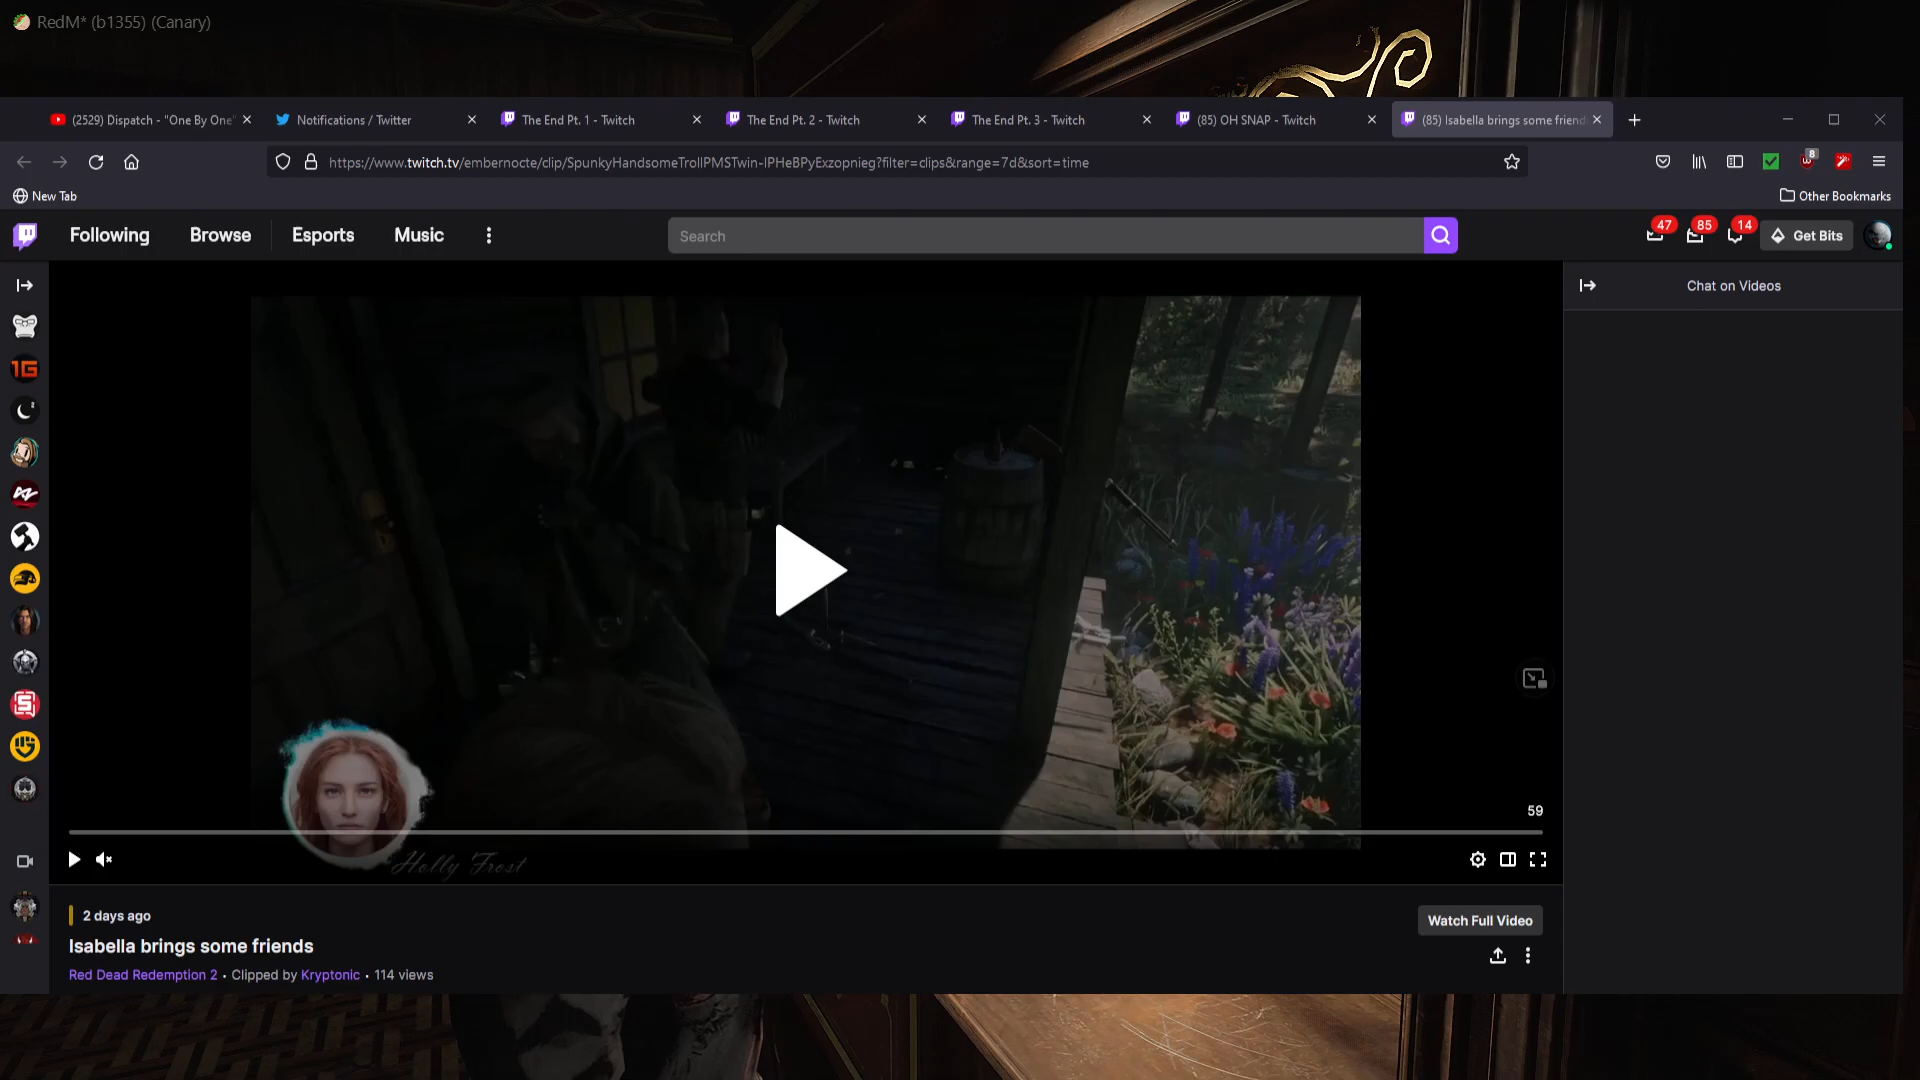 RedM* (b1355) (Canary)
(2529) Dispatch - "One By One"
Notifications / Twitter
The End Pt. 1 - Twitch
The End Pt. 2 - Twitch
The End Pt. 3 - Twitch
(85) OH SNAP - Twitch
(85) Isabella brings some friend
https://www.twitch.tv/embernocte/clip/SpunkyHandsomeTrollPMSTwin-lPHeBPyExzopnieg?filter=clips&range=7d&sort=time
8
New Tab
Other Bookmarks
Following
Browse
Esports
Music
Search
47
85
14
Get Bits
Chat on Videos
1G
59
Holly Frost
2 days ago
Watch Full Video
Isabella brings some friends
Red Dead Redemption 2 • Clipped by Kryptonic • 114 views